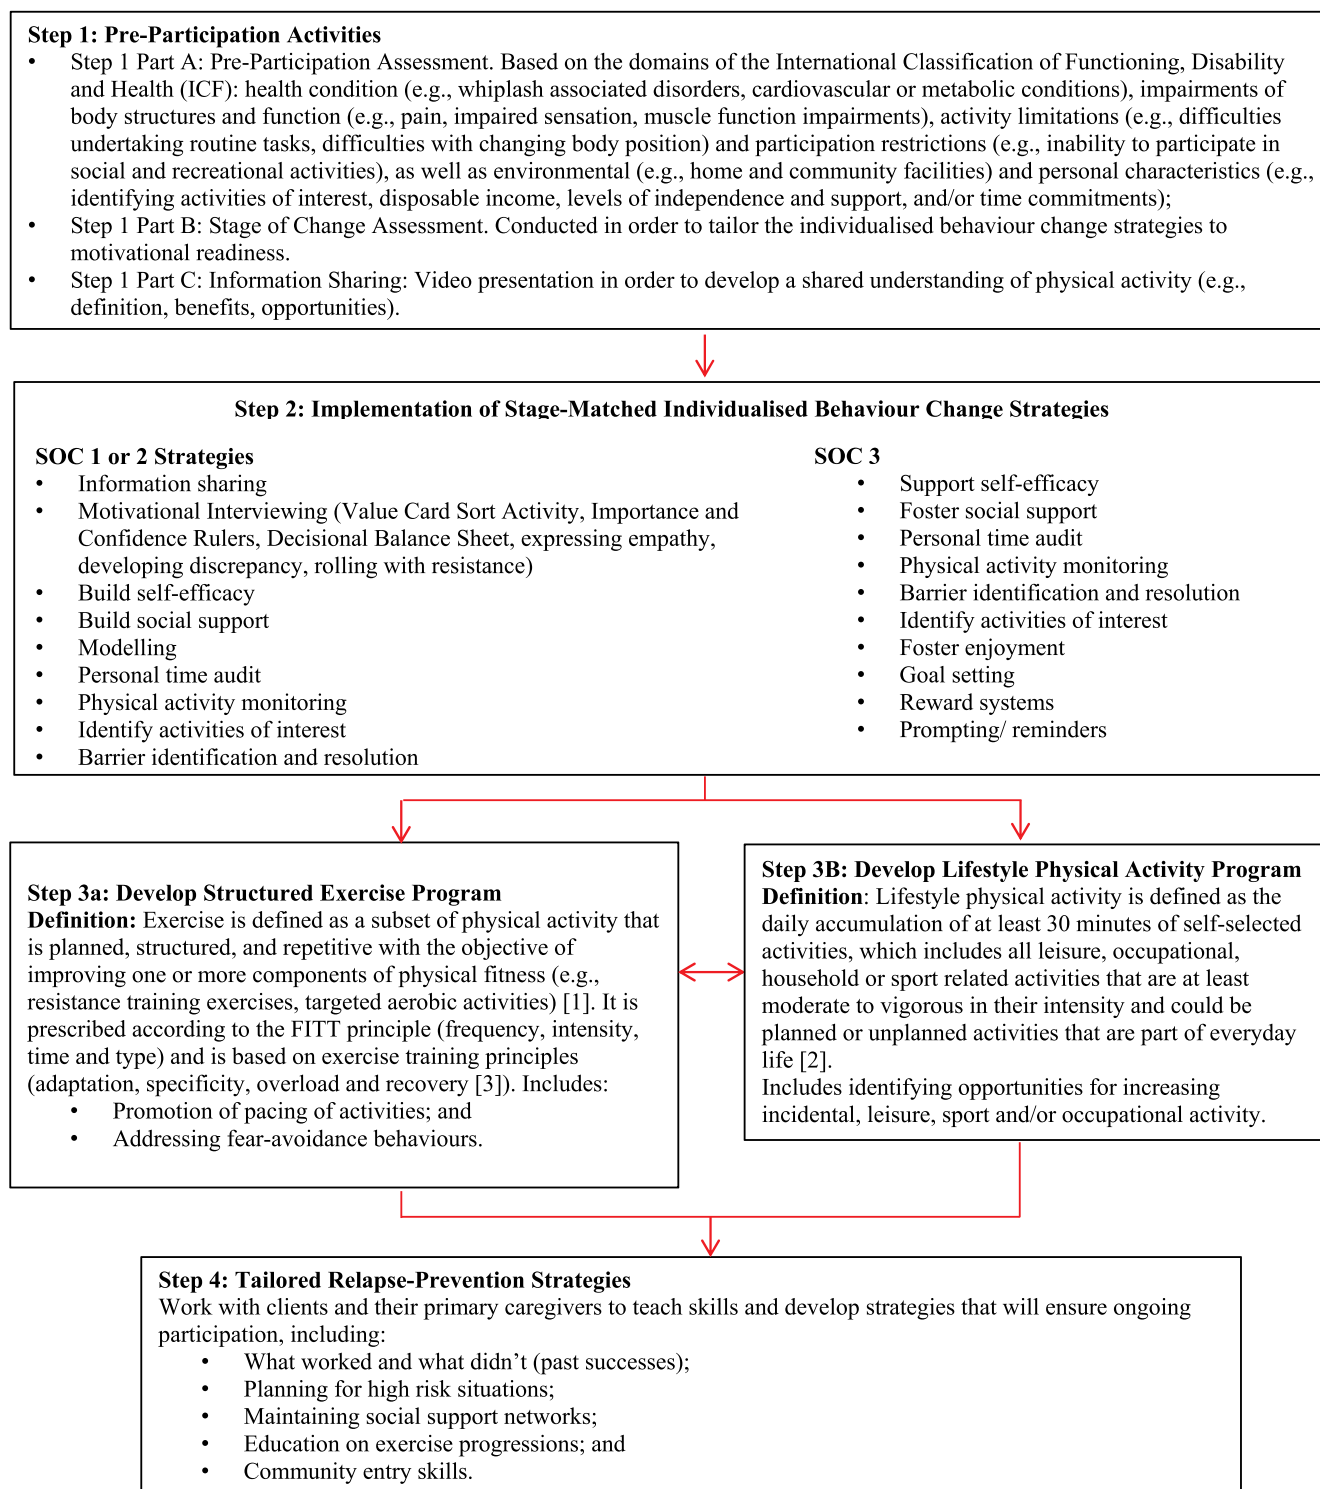 Step 1: Pre-Participation Activities
• Step 1 Part A: Pre-Participation Assessment. Based on the domains of the International Classification of Functioning, Disability
and Health (ICF): health condition (e.g., whiplash associated disorders, cardiovascular or metabolic conditions), impairments of
body structures and function (e.g., pain, impaired sensation, muscle function impairments), activity limitations (e.g., difficulties
undertaking routine tasks, difficulties with changing body position) and participation restrictions (e.g., inability to participate in
social and recreational activities), as well as environmental (e.g., home and community facilities) and personal characteristics (e.g.,
identifying activities of interest, disposable income, levels of independence and support, and/or time commitments);
• Step 1 Part B: Stage of Change Assessment. Conducted in order to tailor the individualised behaviour change strategies to
motivational readiness.
• Step 1 Part C: Information Sharing: Video presentation in order to develop a shared understanding of physical activity (e.g.,
definition, benefits, opportunities).
Step 2: Implementation of Stage-Matched Individualised Behaviour Change Strategies
SOC 1 or 2 Strategies
• Information sharing
• Motivational Interviewing (Value Card Sort Activity, Importance and
Confidence Rulers, Decisional Balance Sheet, expressing empathy,
developing discrepancy, rolling with resistance)
• Build self-efficacy
• Build social support
• Modelling
• Personal time audit
• Physical activity monitoring
• Identify activities of interest
• Barrier identification and resolution
SOC 3
• Support self-efficacy
• Foster social support
• Personal time audit
• Physical activity monitoring
• Barrier identification and resolution
• Identify activities of interest
• Foster enjoyment
• Goal setting
• Reward systems
• Prompting/ reminders
Step 3a: Develop Structured Exercise Program
Definition: Exercise is defined as a subset of physical activity that
is planned, structured, and repetitive with the objective of
improving one or more components of physical fitness (e.g.,
resistance training exercises, targeted aerobic activities) [1]. It is
prescribed according to the FITT principle (frequency, intensity,
time and type) and is based on exercise training principles
(adaptation, specificity, overload and recovery [3]). Includes:
• Promotion of pacing of activities; and
• Addressing fear-avoidance behaviours.
Step 3B: Develop Lifestyle Physical Activity Program
Definition: Lifestyle physical activity is defined as the
daily accumulation of at least 30 minutes of self-selected
activities, which includes all leisure, occupational,
household or sport related activities that are at least
moderate to vigorous in their intensity and could be
planned or unplanned activities that are part of everyday
life [2].
Includes identifying opportunities for increasing
incidental, leisure, sport and/or occupational activity.
Step 4: Tailored Relapse-Prevention Strategies
Work with clients and their primary caregivers to teach skills and develop strategies that will ensure ongoing
participation, including:
• What worked and what didn’t (past successes);
• Planning for high risk situations;
• Maintaining social support networks;
• Education on exercise progressions; and
• Community entry skills.